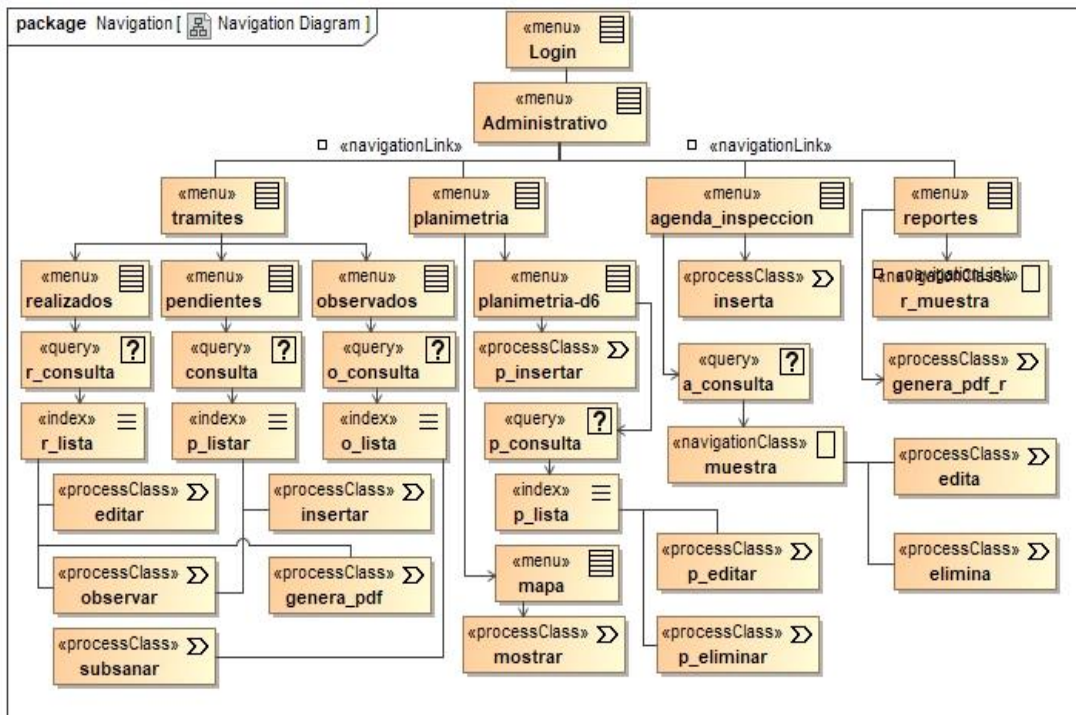 package Navigation [ Navigation Diagram ]
«menu»
Login
«menu»
Administrativo
«navigationLink»
«navigationLink»
«menu»
tramites
«menu»
planimetria
«menu»
agenda_inspeccion
«menu»
reportes
«menu»
realizados
«menu»
pendientes
«menu»
observados
«menu»
planimetria-d6
«processClass»
inserta
«navigationLink»
«navigationClass»
r_muestra
«query»
r_consulta
«query»
consulta
«query»
o_consulta
«processClass»
p_insertar
«query»
a_consulta
«processClass»
genera_pdf_r
«index»
r_lista
«index»
p_listar
«index»
o_lista
«query»
p_consulta
«navigationClass»
muestra
«processClass»
edita
«processClass»
editar
«processClass»
insertar
«index»
p_lista
«processClass»
p_editar
«processClass»
elimina
«processClass»
observar
«processClass»
genera_pdf
«menu»
mapa
«processClass»
subsanar
«processClass»
mostrar
«processClass»
p_eliminar